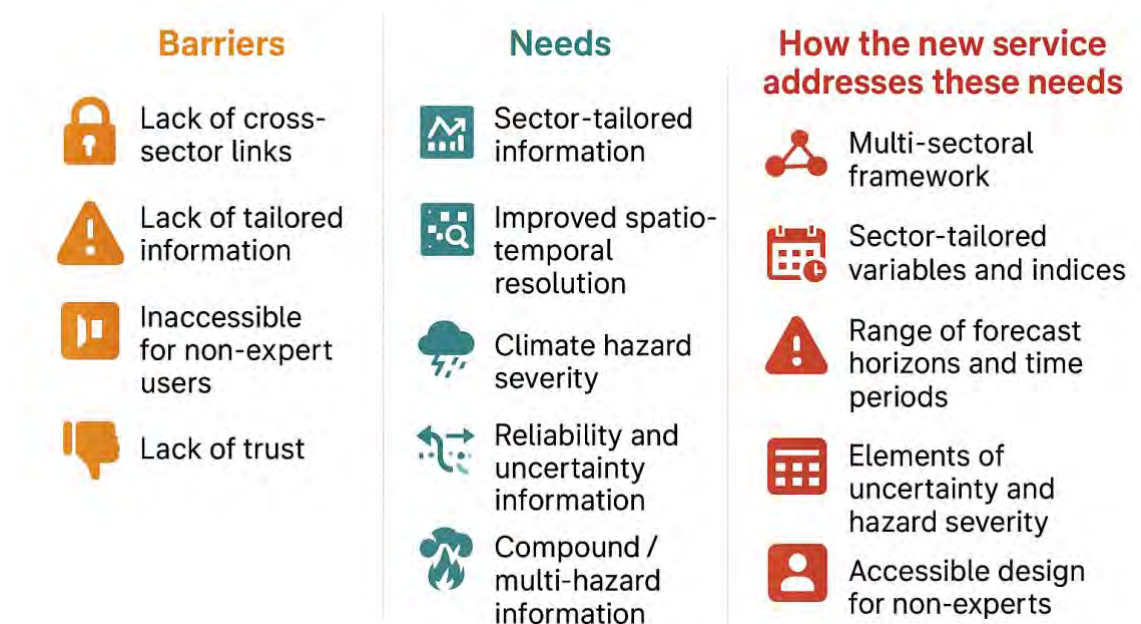 Barriers
Lack of cross-
sector links
Lack of tailored
information
Inaccessible
for non-expert
users
Lack of trust
Needs
Sector-tailored
information
Improved spatio-
temporal
resolution
Climate hazard
severity
Reliability and
uncertainty
information
Compound /
multi-hazard
information
How the new service
addresses these needs
Multi-sectoral
framework
Sector-tailored
variables and indices
Range of forecast
horizons and time
periods
Elements of
uncertainty and
hazard severity
Accessible design
for non-experts